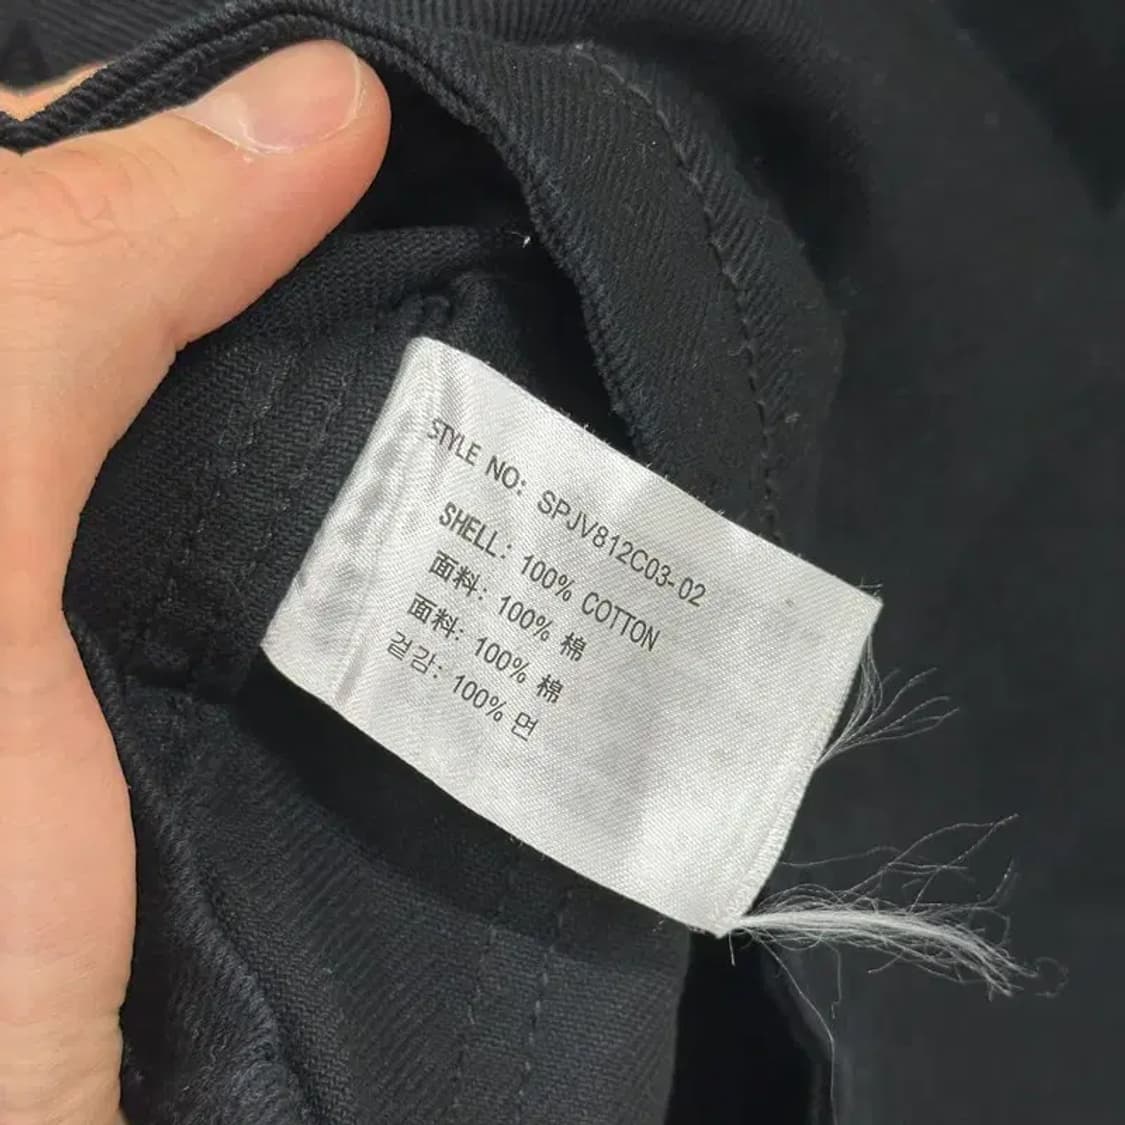 STYLE NO: SPJV812C03-02
SHELL: 100% COTTON
面料: 100% 棉
面料: 100% 棉
겉감: 100% 면